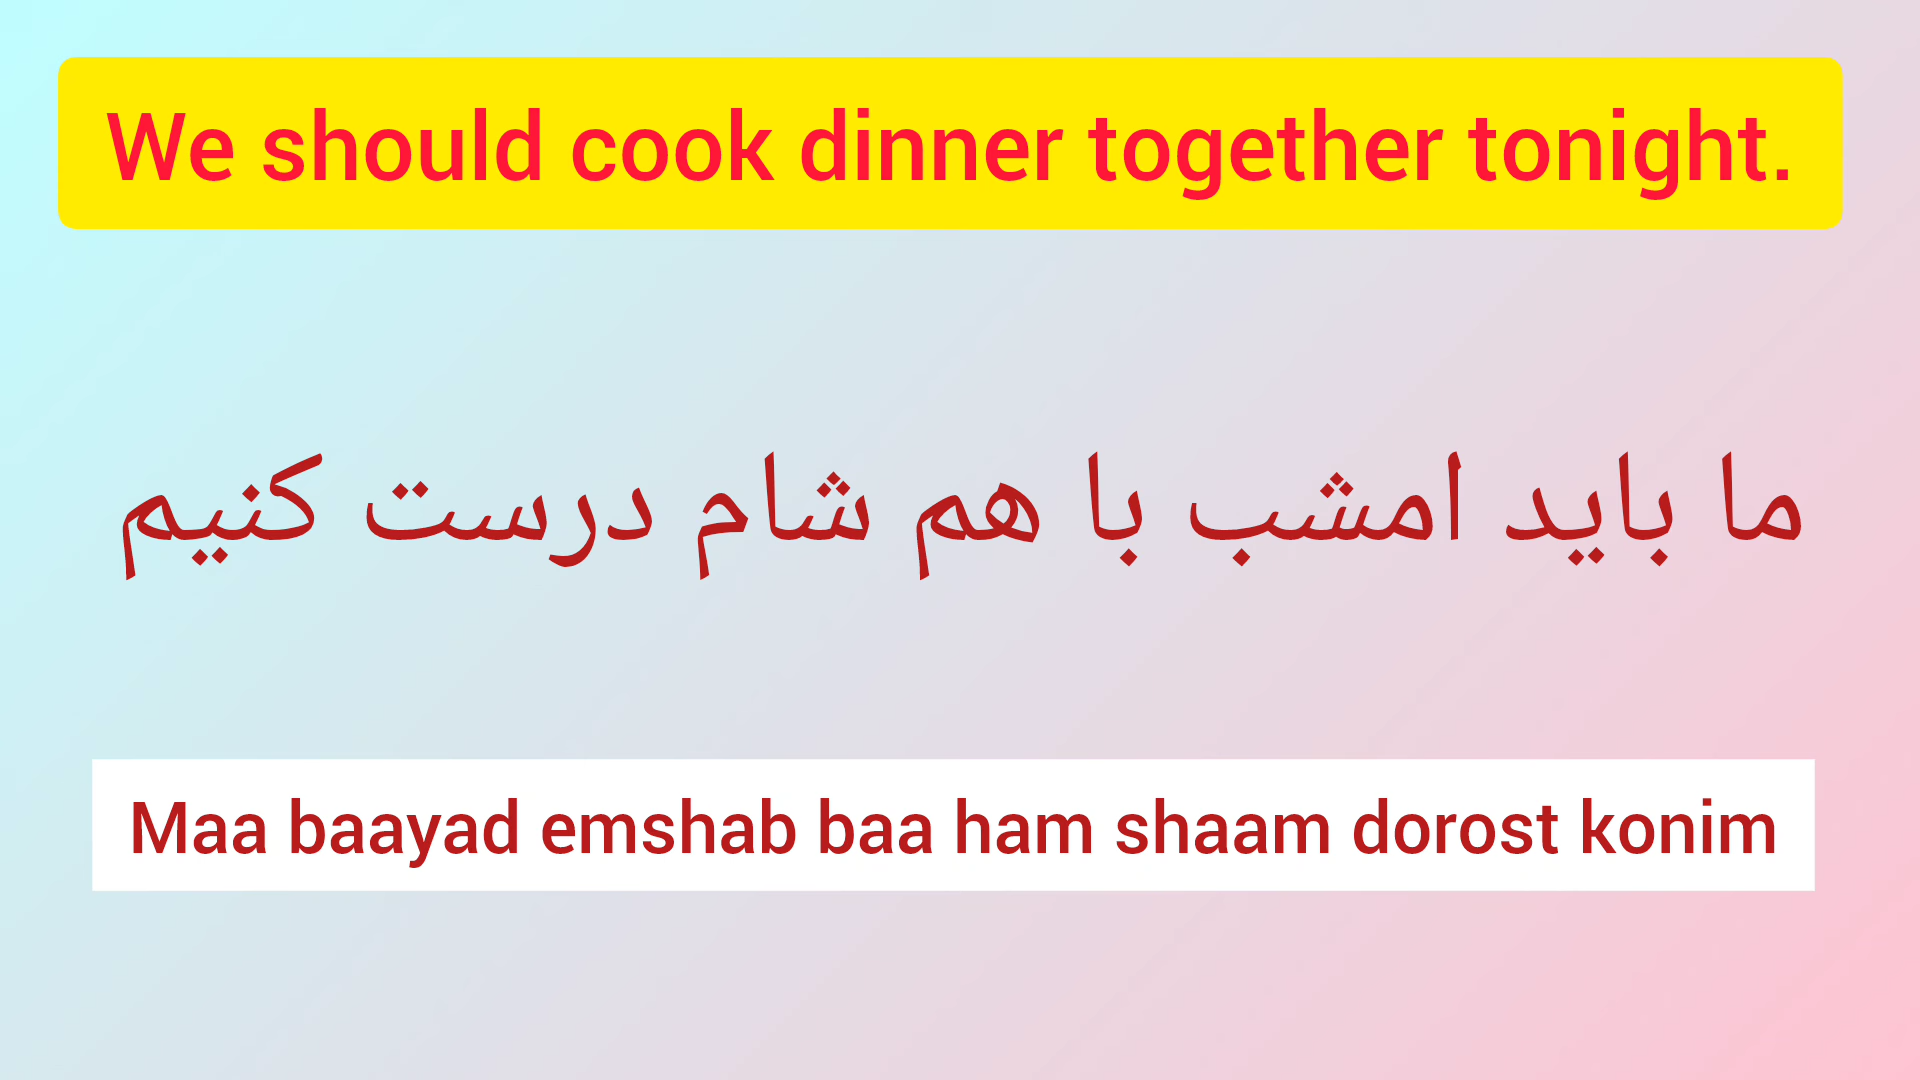 We should cook dinner together tonight.
ما باید امشب با هم شام درست کنیم
Maa baayad emshab baa ham shaam dorost konim